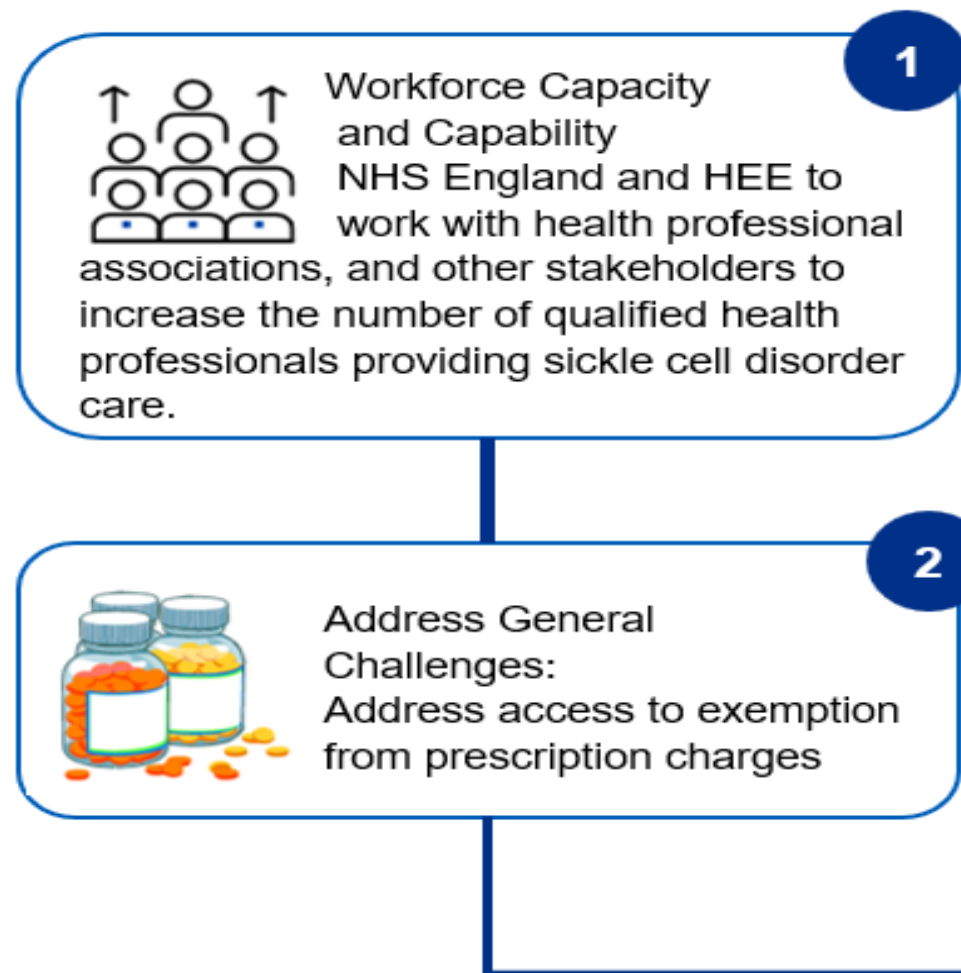 1
Workforce Capacity
and Capability
NHS England and HEE to
work with health professional
associations, and other stakeholders to
increase the number of qualified health
professionals providing sickle cell disorder
care.
2
Address General
Challenges:
Address access to exemption
from prescription charges